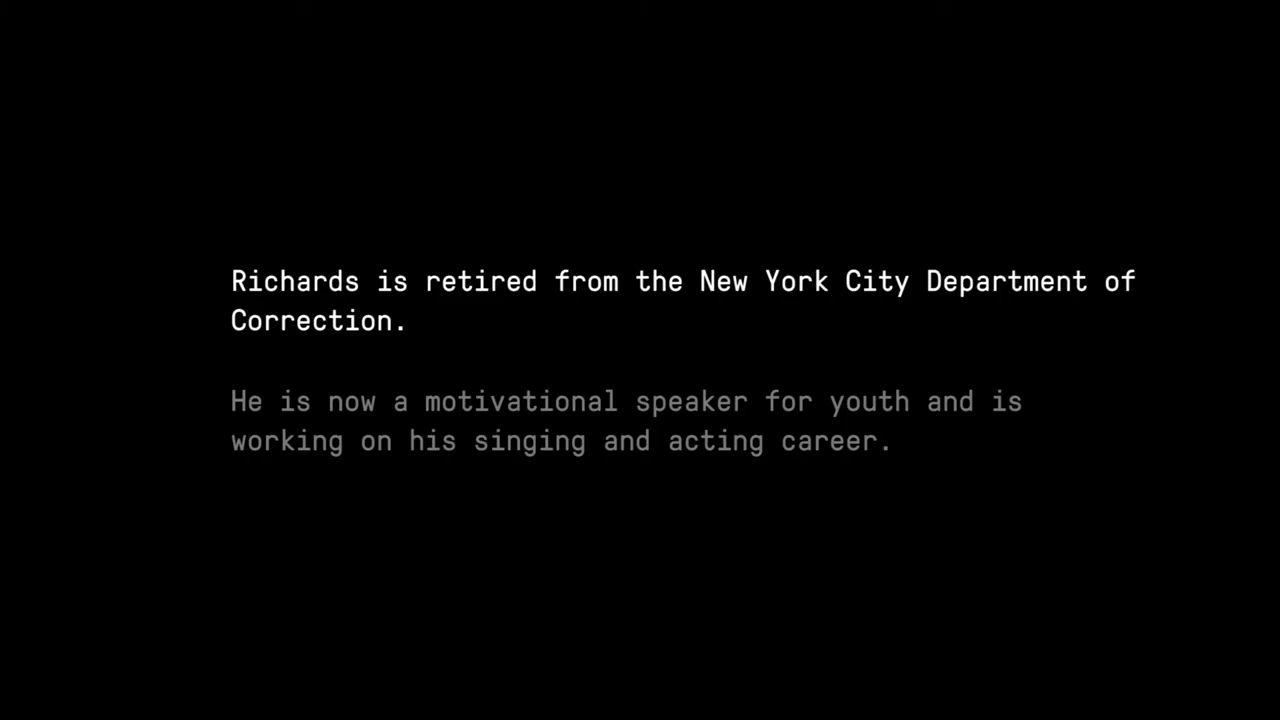 Richards is retired from the New York City Department of
Correction.
He is now a motivational speaker for youth and is
working on his singing and acting career.